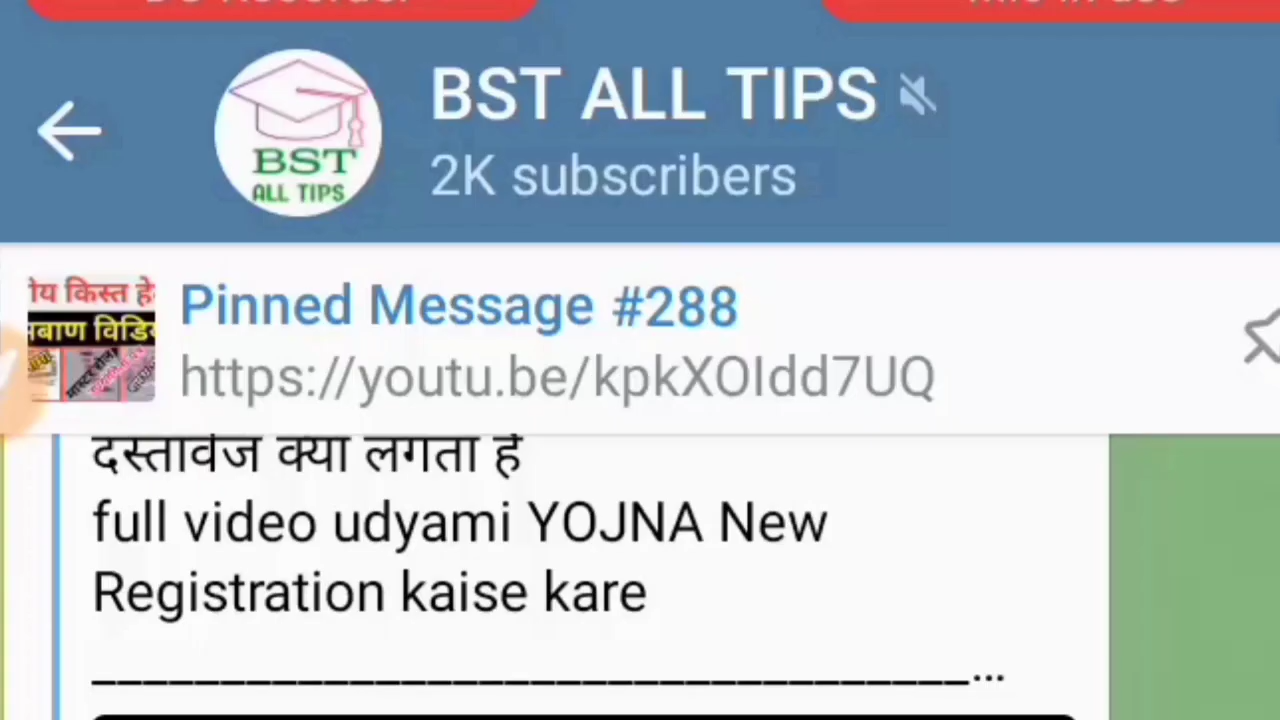 BST ALL TIPS
2K subscribers
BST
ALL TIPS
Pinned Message #288
https://youtu.be/kpkXOIdd7UQ
किस्त
दस्तावेज क्या लगता है
full video udyami YOJNA New
Registration kaise kare
__________________________________...